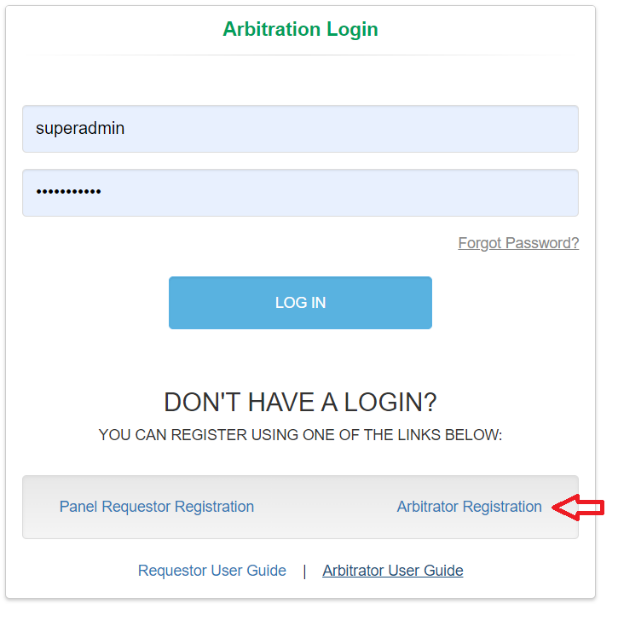 Arbitration Login
superadmin
•••••••••••
Forgot Password?
LOG IN
DON'T HAVE A LOGIN?
YOU CAN REGISTER USING ONE OF THE LINKS BELOW:
Panel Requestor Registration Arbitrator Registration
Requestor User Guide | Arbitrator User Guide